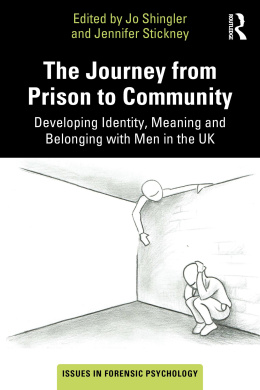 Edited by Jo Shingler
and Jennifer Stickney
ROUTLEDGE
The Journey from
Prison to Community
Developing Identity, Meaning and
Belonging with Men in the UK
ISSUES IN FORENSIC PSYCHOLOGY